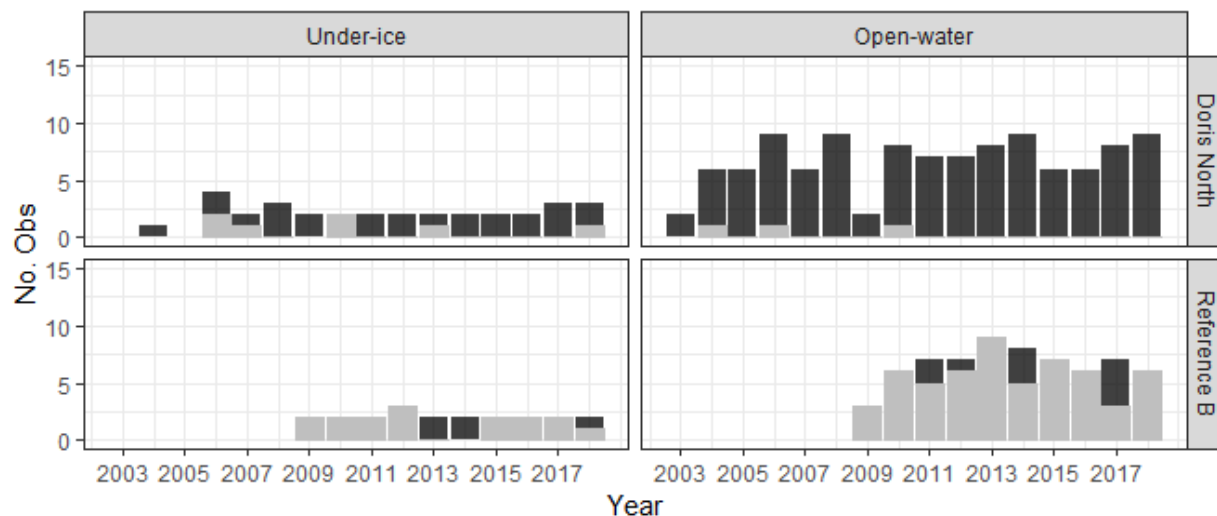 Under-ice Open-water
15
10
5
0
Doris North
15
10
5
0
Reference B
No. Obs
2003 2005 2007 2009 2011 2013 2015 2017 2003 2005 2007 2009 2011 2013 2015 2017
Year